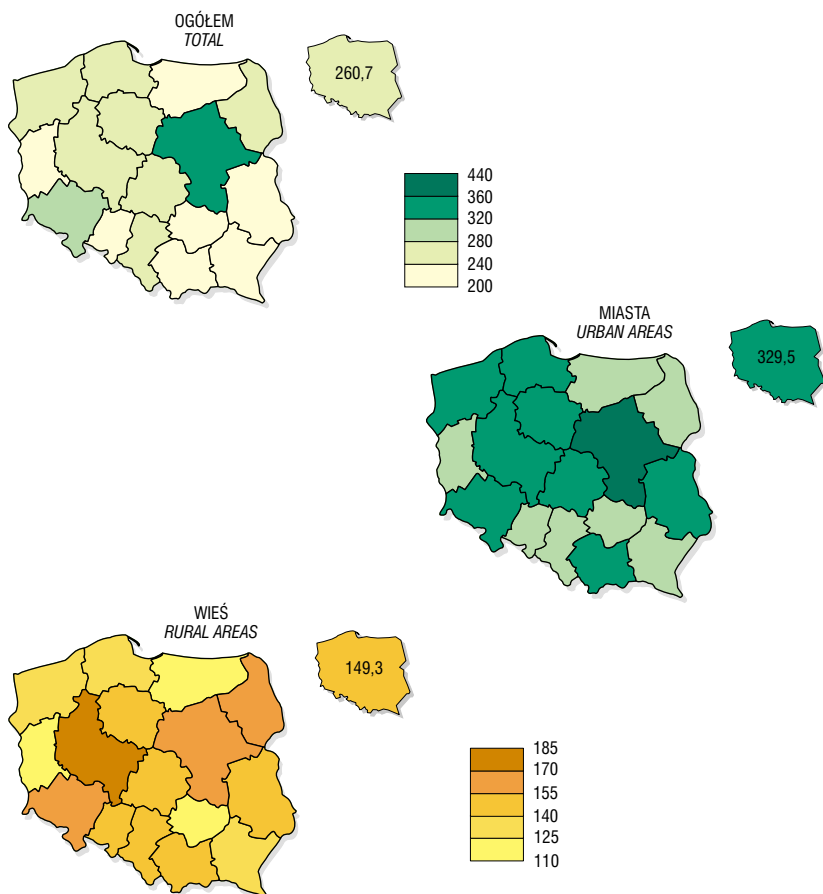 OGÓŁEM
TOTAL
260,7
440
360
320
280
240
200
MIASTA
URBAN AREAS
329,5
WIEŚ
RURAL AREAS
149,3
185
170
155
140
125
110